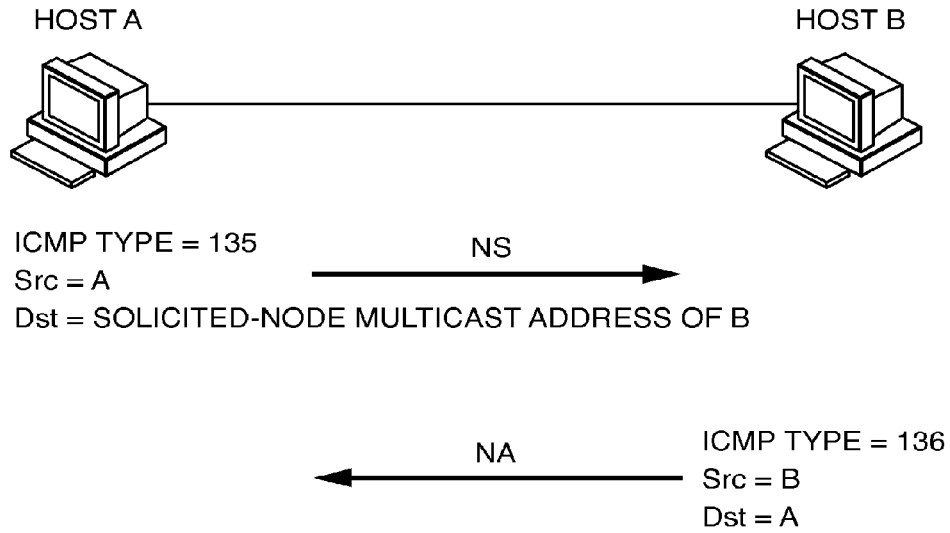 HOST A
HOST B
ICMP TYPE = 135
Src = A
Dst = SOLICITED-NODE MULTICAST ADDRESS OF B
NS
NA
ICMP TYPE = 136
Src = B
Dst = A